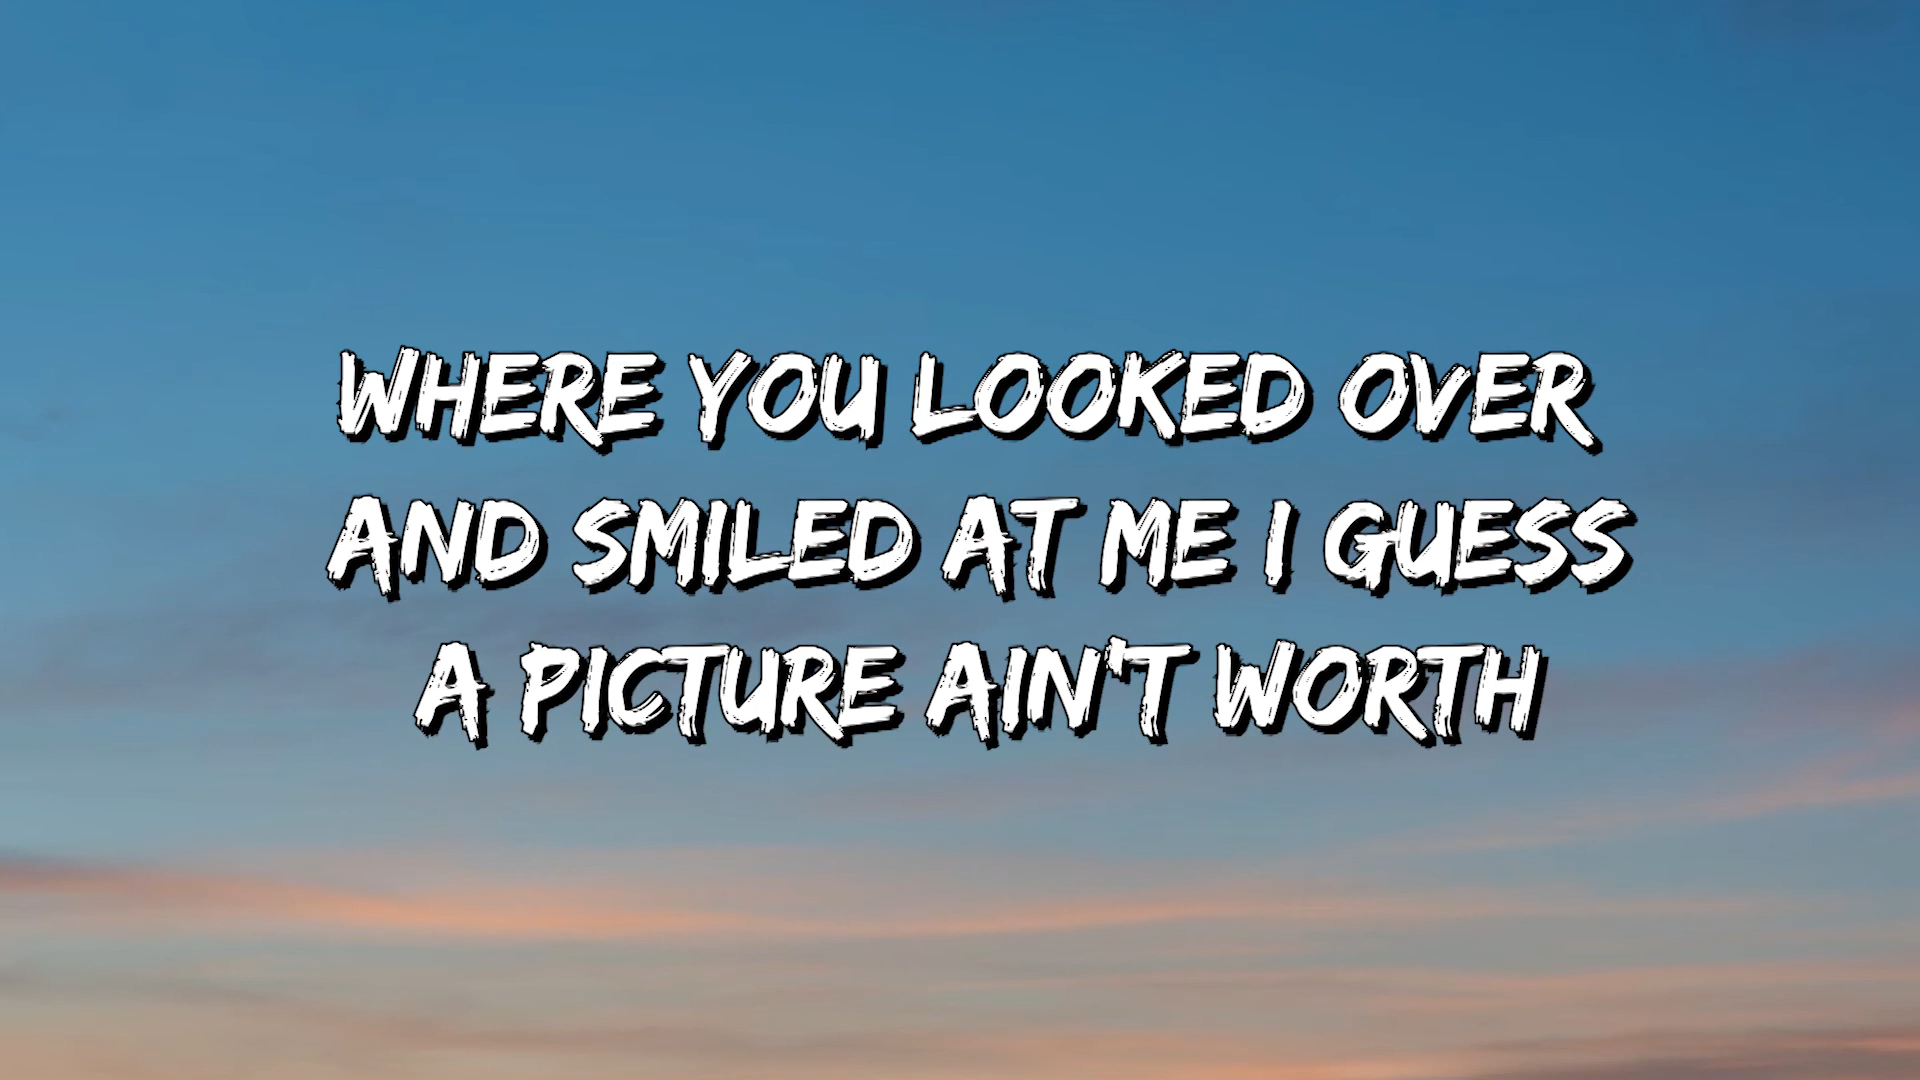 WHERE YOU LOOKED OVER
AND SMILED AT ME I GUESS
A PICTURE AIN'T WORTH